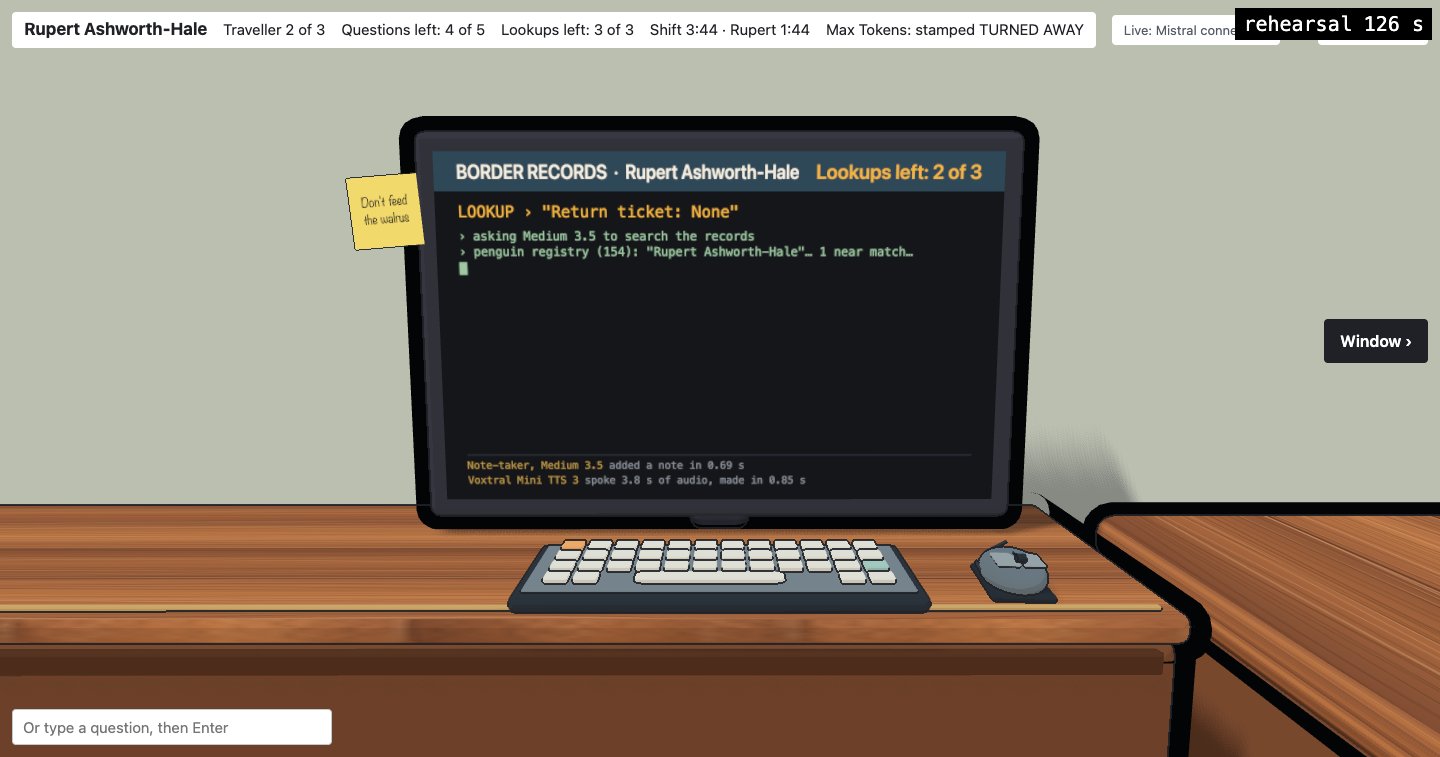 Rupert Ashworth-Hale Traveller 2 of 3 Questions left: 4 of 5 Lookups left: 3 of 3 Shift 3:44 · Rupert 1:44 Max Tokens: stamped TURNED AWAY
Live: Mistral conne
rehearsal 126 s
BORDER RECORDS · Rupert Ashworth-Hale Lookups left: 2 of 3
Don't feed
the walrus
LOOKUP › "Return ticket: None"
› asking Medium 3.5 to search the records
› penguin registry (154): "Rupert Ashworth-Hale"… 1 near match…
Window ›
Note-taker, Medium 3.5 added a note in 0.69 s
Voxtral Mini TTS 3 spoke 3.8 s of audio, made in 0.85 s
Or type a question, then Enter